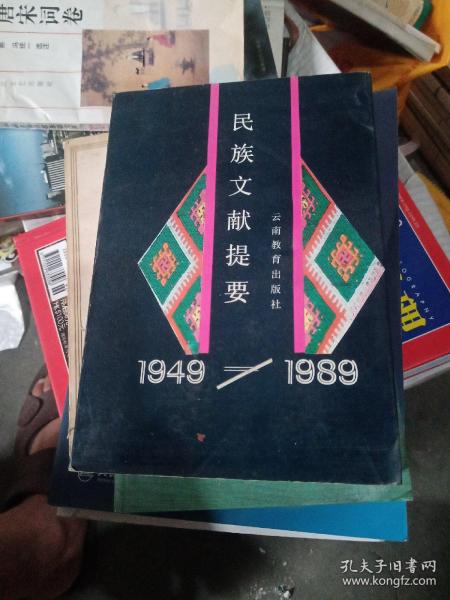 唐宋词卷
民族文献提要
云南教育出版社
1949—1989
OGRAPHY
孔夫子旧书网
www.kongfz.com